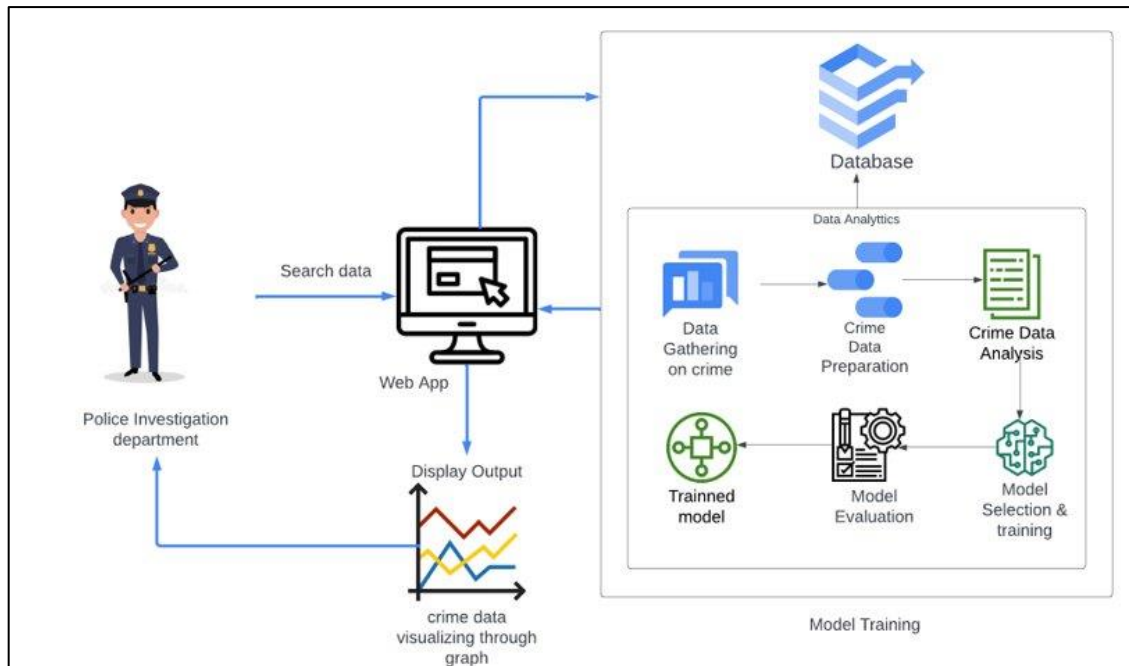 Database
Data Analyttics
Search data
Data
Gathering
on crime
Crime
Data
Preparation
Crime Data
Analysis
Web App
Police Investigation
department
Display Output
Trainned
model
Model
Evaluation
Model
Selection &
training
crime data
visualizing through
graph
Model Training